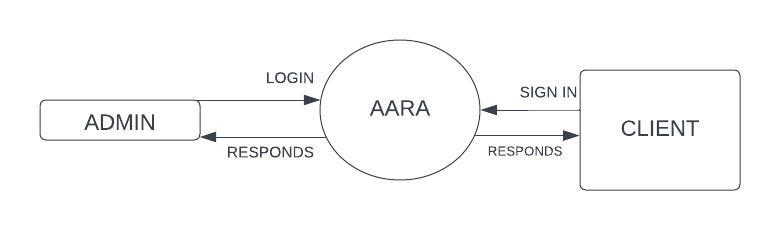 LOGIN
SIGN IN
ADMIN
AARA
CLIENT
RESPONDS
RESPONDS